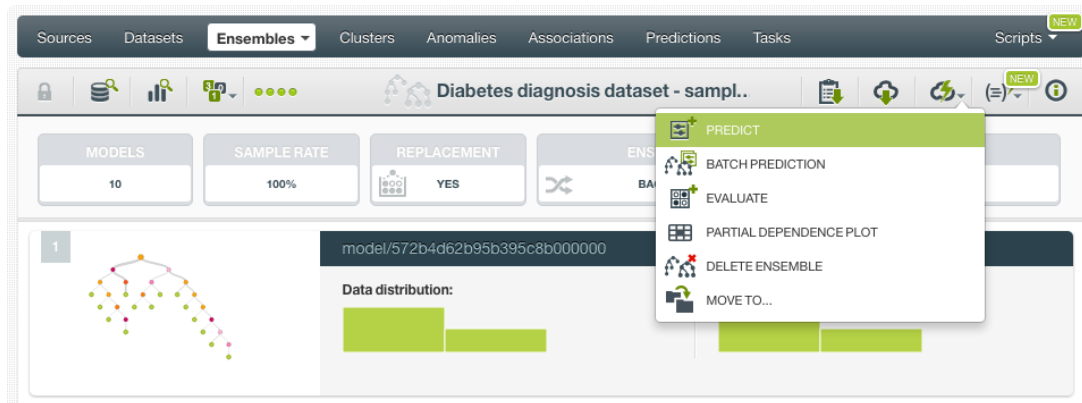 NEW
Sources Datasets Ensembles Clusters Anomalies Associations Predictions Tasks Scripts
Diabetes diagnosis dataset - sampl..
NEW
(=)
PREDICT
BATCH PREDICTION
EVALUATE
PARTIAL DEPENDENCE PLOT
DELETE ENSEMBLE
MOVE TO...
MODELS SAMPLE RATE REPLACEMENT ENS
10 100% YES BA
1 model/572b4d62b95b395c8b000000
Data distribution: